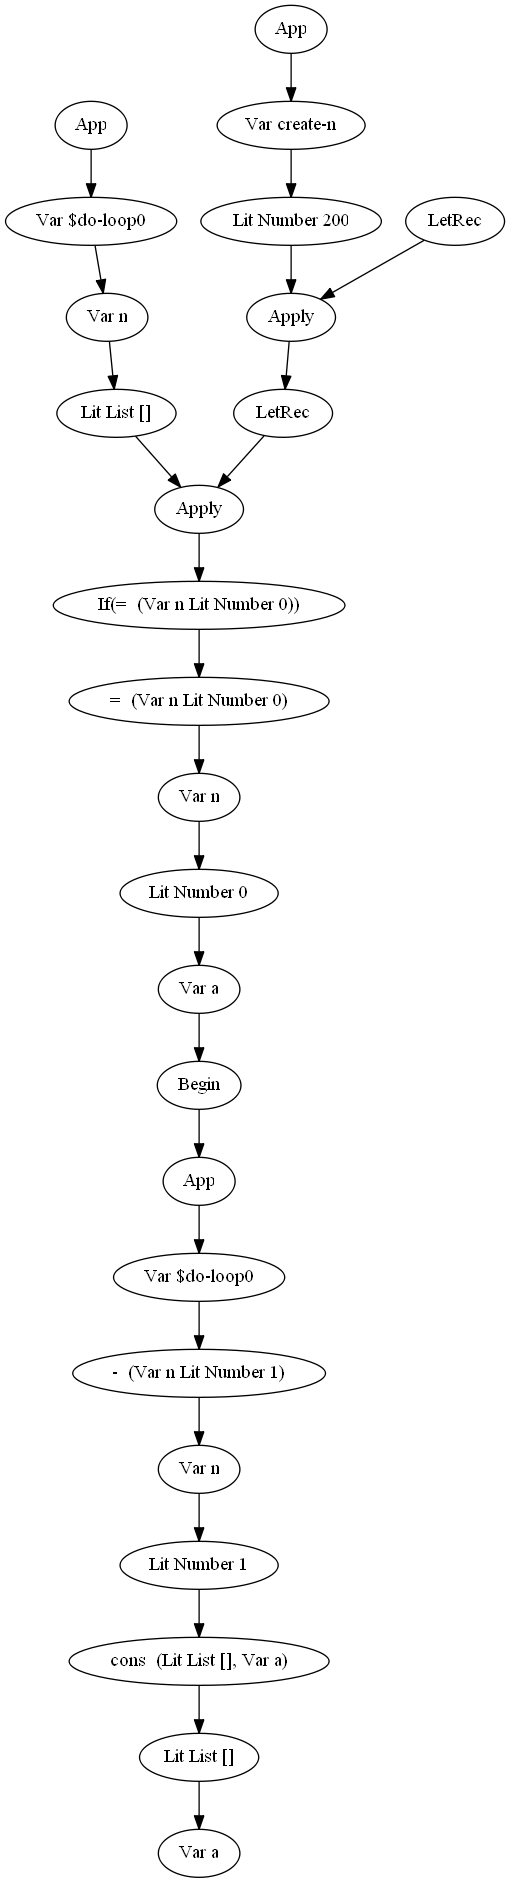 App
App
Var create-n
Var $do-loop0
Lit Number 200
LetRec
Var n
Apply
Lit List []
LetRec
Apply
If(=  (Var n Lit Number 0))
=  (Var n Lit Number 0)
Var n
Lit Number 0
Var a
Begin
App
Var $do-loop0
-  (Var n Lit Number 1)
Var n
Lit Number 1
cons  (Lit List [], Var a)
Lit List []
Var a